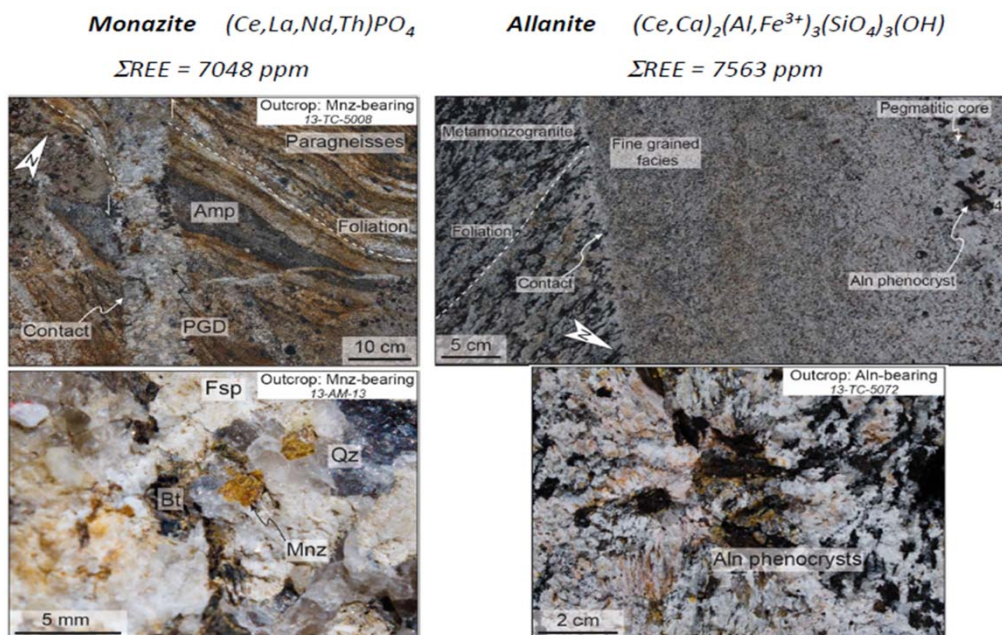 Monazite (Ce,La,Nd,Th)PO₄
ΣREE = 7048 ppm
Allanite (Ce,Ca)₂(Al,Fe³⁺)₃(SiO₄)₃(OH)
ΣREE = 7563 ppm
Outcrop: Mnz-bearing
13-TC-5008
Paragneisses
N
Amp
Foliation
Contact
PGD
10 cm
Pegmatitic core
Metamonzogranite
Fine grained
facies
Foliation
Contact
Aln phenocryst
N
5 cm
Fsp
Outcrop: Mnz-bearing
13-AM-13
Qz
Bt
Mnz
5 mm
Outcrop: Aln-bearing
13-TC-5072
Aln phenocrysts
2 cm